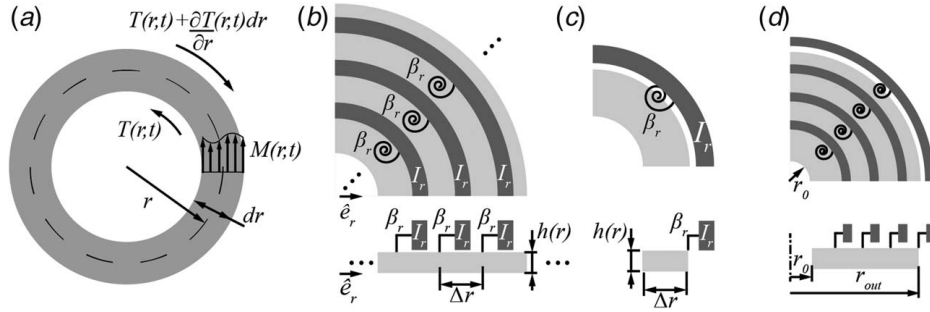 (a)
T(r,t)+∂T(r,t)dr
∂r
T(r,t)
M(r,t)
r
dr
(b)
β_r
β_r
β_r
I_r I_r I_r
ê_r
β_r I_r β_r I_r β_r I_r
h(r)
ê_r
Δr
(c)
β_r
I_r
β_r I_r
h(r)
Δr
(d)
r_0
r_0
r_out